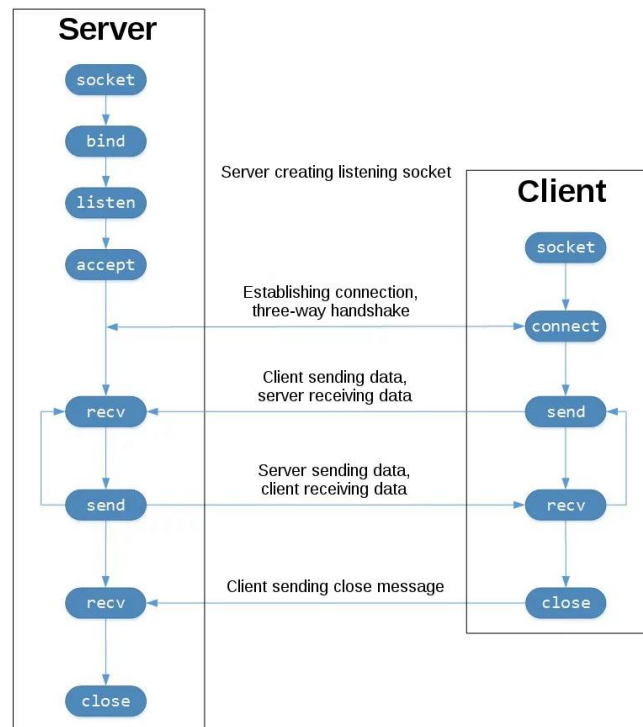 Server
socket
bind
listen
accept
Server creating listening socket
Client
socket
Establishing connection,
three-way handshake
connect
Client sending data,
server receiving data
recv
send
Server sending data,
client receiving data
send
recv
Client sending close message
recv
close
close